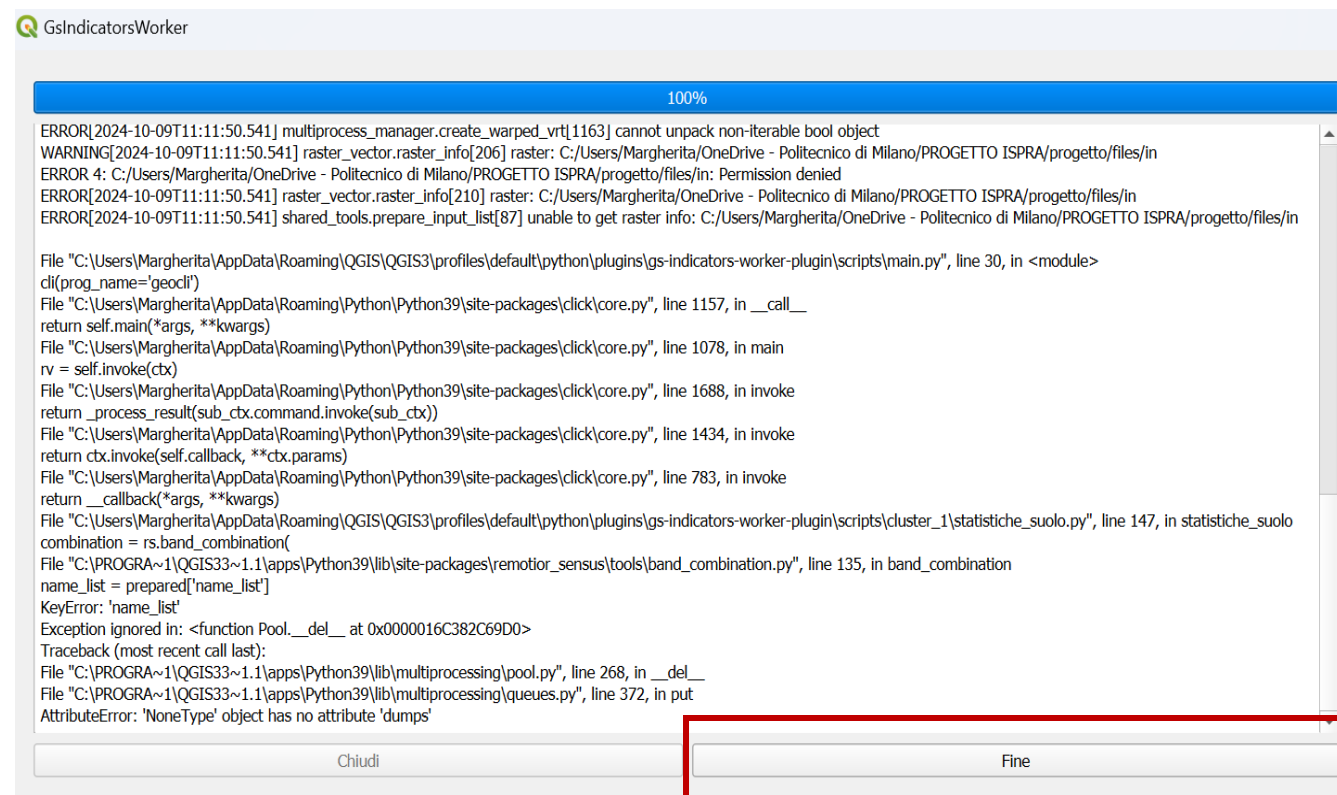 GsIndicatorsWorker
100%
ERROR[2024-10-09T11:11:50.541] multiprocess_manager.create_warped_vrt[1163] cannot unpack non-iterable bool object
WARNING[2024-10-09T11:11:50.541] raster_vector.raster_info[206] raster: C:/Users/Margherita/OneDrive - Politecnico di Milano/PROGETTO ISPRA/progetto/files/in
ERROR 4: C:/Users/Margherita/OneDrive - Politecnico di Milano/PROGETTO ISPRA/progetto/files/in: Permission denied
ERROR[2024-10-09T11:11:50.541] raster_vector.raster_info[210] raster: C:/Users/Margherita/OneDrive - Politecnico di Milano/PROGETTO ISPRA/progetto/files/in
ERROR[2024-10-09T11:11:50.541] shared_tools.prepare_input_list[87] unable to get raster info: C:/Users/Margherita/OneDrive - Politecnico di Milano/PROGETTO ISPRA/progetto/files/in
File "C:\Users\Margherita\AppData\Roaming\QGIS\QGIS3\profiles\default\python\plugins\gs-indicators-worker-plugin\scripts\main.py", line 30, in <module>
cli(prog_name='geocli')
File "C:\Users\Margherita\AppData\Roaming\Python\Python39\site-packages\click\core.py", line 1157, in __call__
return self.main(*args, **kwargs)
File "C:\Users\Margherita\AppData\Roaming\Python\Python39\site-packages\click\core.py", line 1078, in main
rv = self.invoke(ctx)
File "C:\Users\Margherita\AppData\Roaming\Python\Python39\site-packages\click\core.py", line 1688, in invoke
return _process_result(sub_ctx.command.invoke(sub_ctx))
File "C:\Users\Margherita\AppData\Roaming\Python\Python39\site-packages\click\core.py", line 1434, in invoke
return ctx.invoke(self.callback, **ctx.params)
File "C:\Users\Margherita\AppData\Roaming\Python\Python39\site-packages\click\core.py", line 783, in invoke
return __callback(*args, **kwargs)
File "C:\Users\Margherita\AppData\Roaming\QGIS\QGIS3\profiles\default\python\plugins\gs-indicators-worker-plugin\scripts\cluster_1\statistiche_suolo.py", line 147, in statistiche_suolo
combination = rs.band_combination(
File "C:\PROGRA~1\QGIS33~1.1\apps\Python39\lib\site-packages\remotior_sensus\tools\band_combination.py", line 135, in band_combination
name_list = prepared['name_list']
KeyError: 'name_list'
Exception ignored in: <function Pool.__del__ at 0x0000016C382C69D0>
Traceback (most recent call last):
File "C:\PROGRA~1\QGIS33~1.1\apps\Python39\lib\multiprocessing\pool.py", line 268, in __del__
File "C:\PROGRA~1\QGIS33~1.1\apps\Python39\lib\multiprocessing\queues.py", line 372, in put
AttributeError: 'NoneType' object has no attribute 'dumps'
Chiudi
Fine